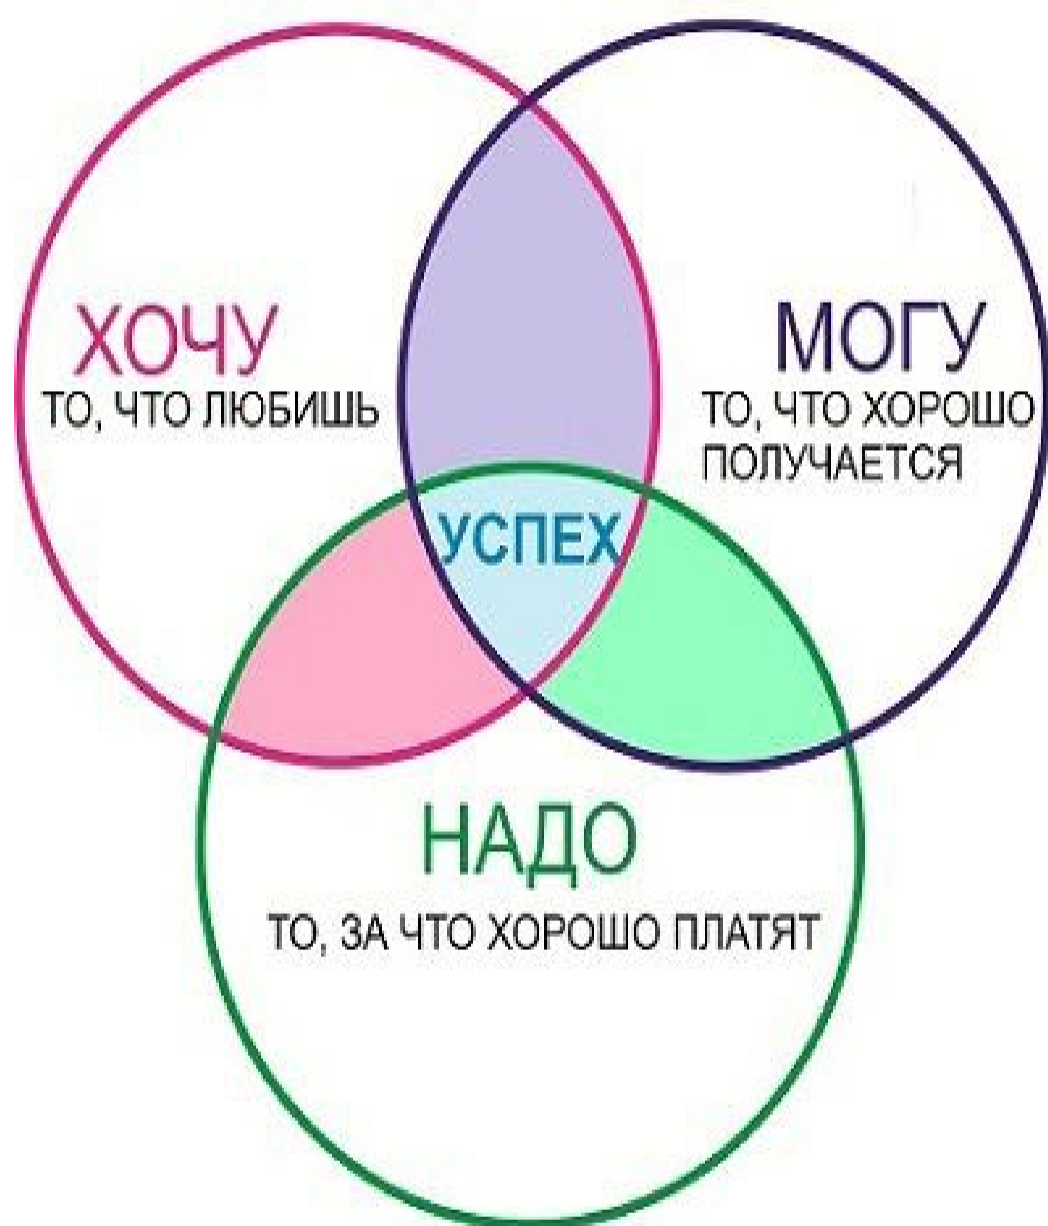 ХОЧУ
ТО, ЧТО ЛЮБИШЬ
МОГУ
ТО, ЧТО ХОРОШО
ПОЛУЧАЕТСЯ
УСПЕХ
НАДО
ТО, ЗА ЧТО ХОРОШО ПЛАТЯТ